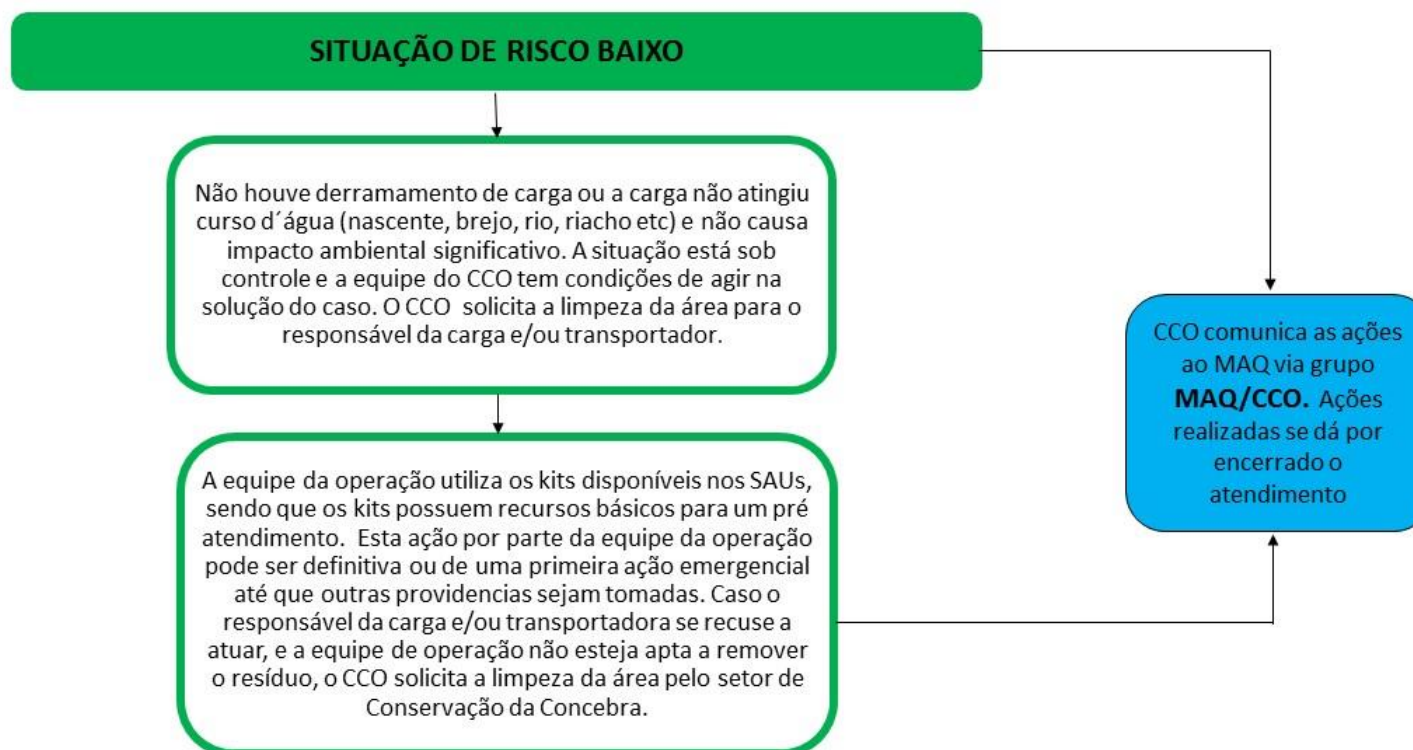 SITUAÇÃO DE RISCO BAIXO
Não houve derramamento de carga ou a carga não atingiu
curso d´água (nascente, brejo, rio, riacho etc) e não causa
impacto ambiental significativo. A situação está sob
controle e a equipe do CCO tem condições de agir na
solução do caso. O CCO solicita a limpeza da área para o
responsável da carga e/ou transportador.
A equipe da operação utiliza os kits disponíveis nos SAUs,
sendo que os kits possuem recursos básicos para um pré
atendimento. Esta ação por parte da equipe da operação
pode ser definitiva ou de uma primeira ação emergencial
até que outras providencias sejam tomadas. Caso o
responsável da carga e/ou transportadora se recuse a
atuar, e a equipe de operação não esteja apta a remover
o resíduo, o CCO solicita a limpeza da área pelo setor de
Conservação da Concebra.
CCO comunica as ações
ao MAQ via grupo
MAQ/CCO. Ações
realizadas se dá por
encerrado o
atendimento